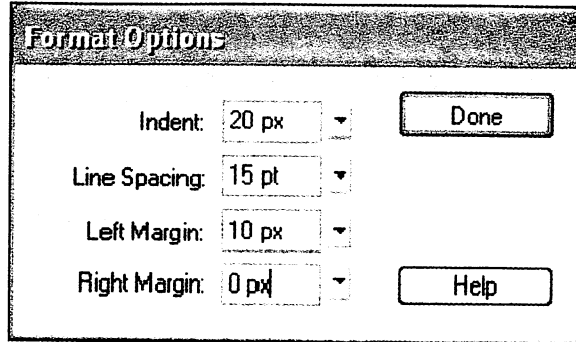 Format Options
Indent: 20 px Done
Line Spacing: 15 pt
Left Margin: 10 px
Right Margin: 0 px Help